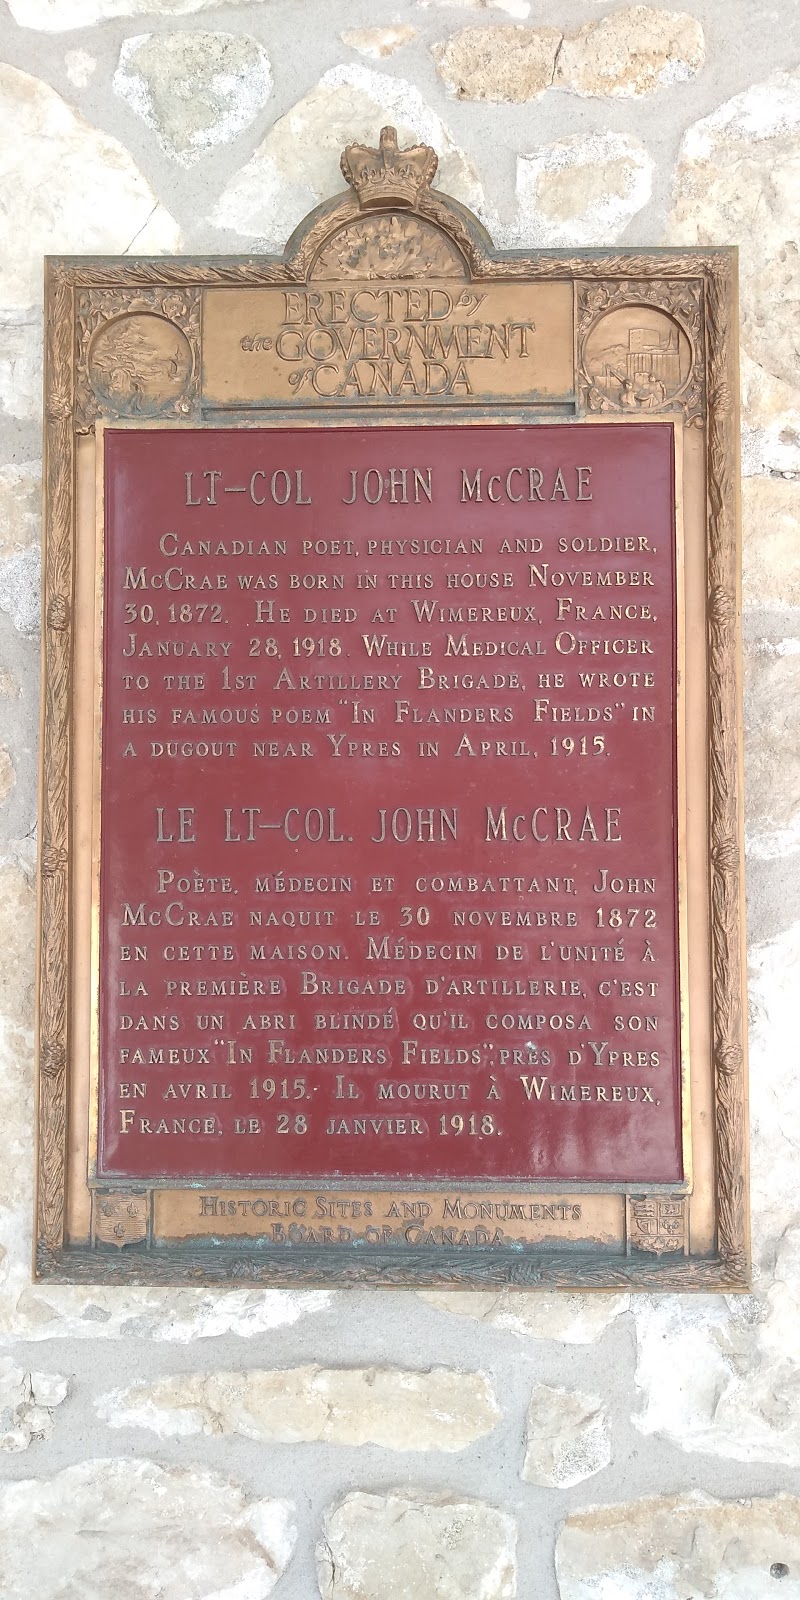 ERECTED by
the GOVERNMENT
of CANADA
LT-COL JOHN McCRAE
CANADIAN POET, PHYSICIAN AND SOLDIER,
McCRAE WAS BORN IN THIS HOUSE NOVEMBER
30, 1872. HE DIED AT WIMEREUX, FRANCE,
JANUARY 28, 1918. WHILE MEDICAL OFFICER
TO THE 1ST ARTILLERY BRIGADE, HE WROTE
HIS FAMOUS POEM "IN FLANDERS FIELDS" IN
A DUGOUT NEAR YPRES IN APRIL, 1915.
LE LT-COL. JOHN McCRAE
POÈTE, MÉDECIN ET COMBATTANT, JOHN
McCRAE NAQUIT LE 30 NOVEMBRE 1872
EN CETTE MAISON. MÉDECIN DE L'UNITÉ À
LA PREMIÈRE BRIGADE D'ARTILLERIE, C'EST
DANS UN ABRI BLINDÉ QU'IL COMPOSA SON
FAMEUX "IN FLANDERS FIELDS", PRÈS D'YPRES
EN AVRIL 1915. IL MOURUT À WIMEREUX,
FRANCE, LE 28 JANVIER 1918.
HISTORIC SITES AND MONUMENTS
BOARD OF CANADA